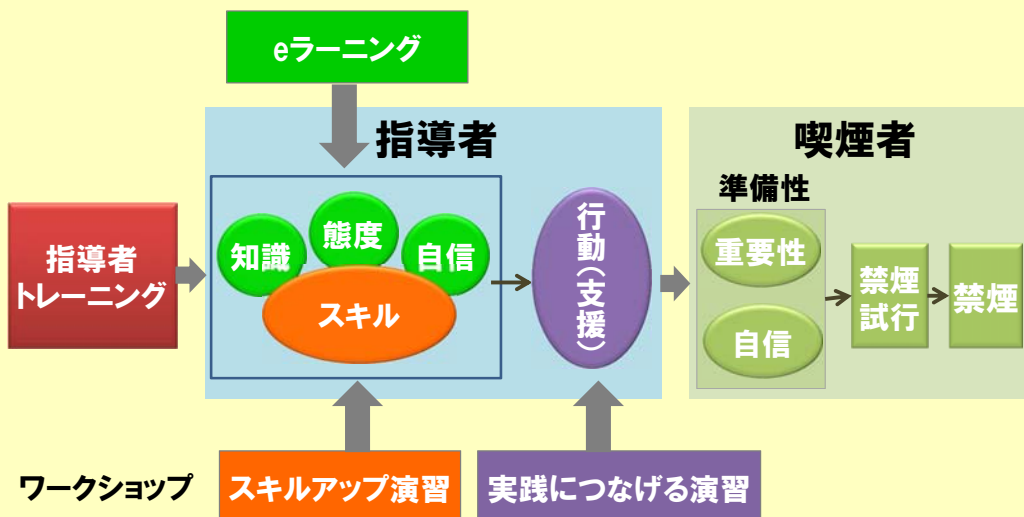 eラーニング
指導者
喫煙者
準備性
指導者
トレーニング
知識
態度
自信
スキル
行動(支援)
重要性
自信
禁煙
試行
禁煙
ワークショップ
スキルアップ演習
実践につなげる演習